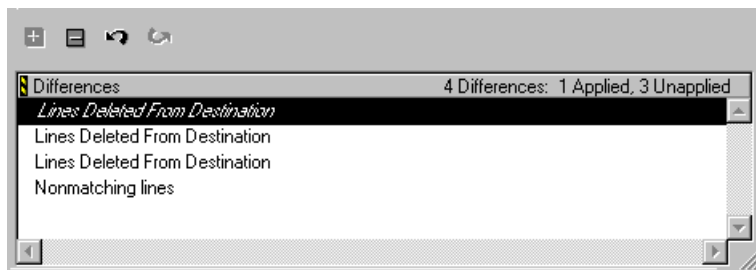 Differences 4 Differences: 1 Applied, 3 Unapplied
Lines Deleted From Destination
Lines Deleted From Destination
Lines Deleted From Destination
Nonmatching lines